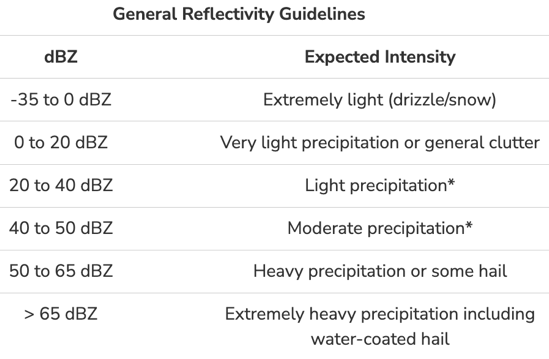 General Reflectivity Guidelines
dBZ Expected Intensity
-35 to 0 dBZ Extremely light (drizzle/snow)
0 to 20 dBZ Very light precipitation or general clutter
20 to 40 dBZ Light precipitation*
40 to 50 dBZ Moderate precipitation*
50 to 65 dBZ Heavy precipitation or some hail
> 65 dBZ Extremely heavy precipitation including
water-coated hail